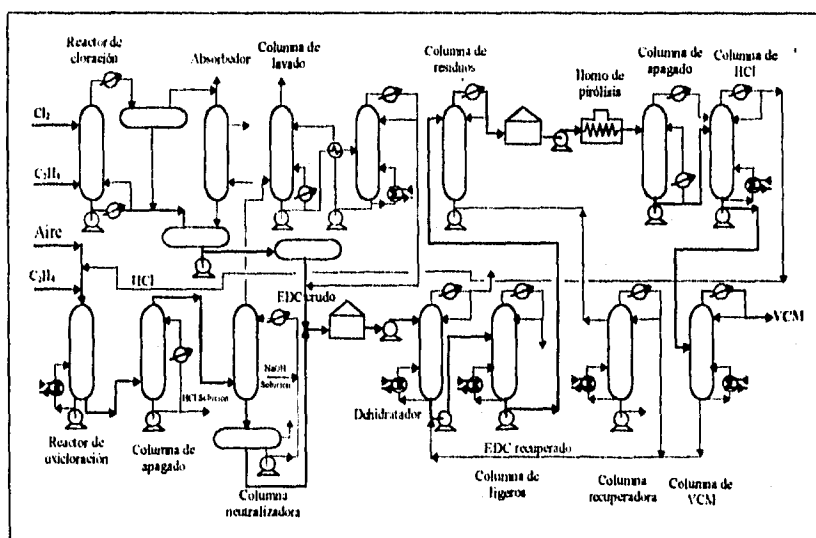 Reactor de
cloración
Absorbedor
Columna de
lavado
Columna de
residuos
Horno de
pirólisis
Columna de
apagado
Columna de
HCl
Cl2
C2H4
Aire
C2H4
HCl
EDC crudo
NaOH
Solution
HCl Solution
VCM
Dehidratador
EDC recuperado
Reactor de
oxicloración
Columna de
apagado
Columna
neutralizadora
Columna de
ligeros
Columna
recuperadora
Columna de
VCM